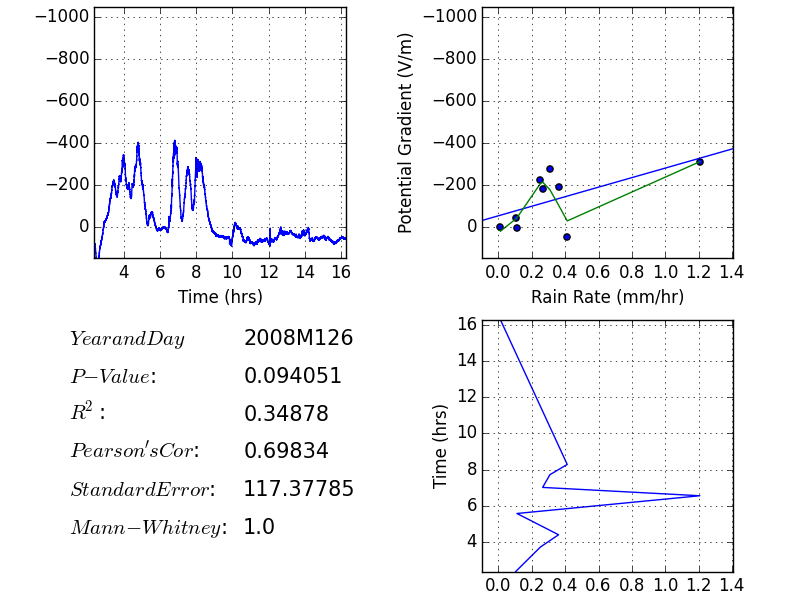 −1000
−800
−600
−400
−200
0
4 6 8 10 12 14 16
Time (hrs)
Potential Gradient (V/m)
−1000
−800
−600
−400
−200
0
0.0 0.2 0.4 0.6 0.8 1.0 1.2 1.4
Rain Rate (mm/hr)
YearandDay 2008M126
P−Value: 0.094051
R² : 0.34878
Pearson'sCor: 0.69834
StandardError: 117.37785
Mann−Whitney: 1.0
Time (hrs)
16
14
12
10
8
6
4
0.0 0.2 0.4 0.6 0.8 1.0 1.2 1.4